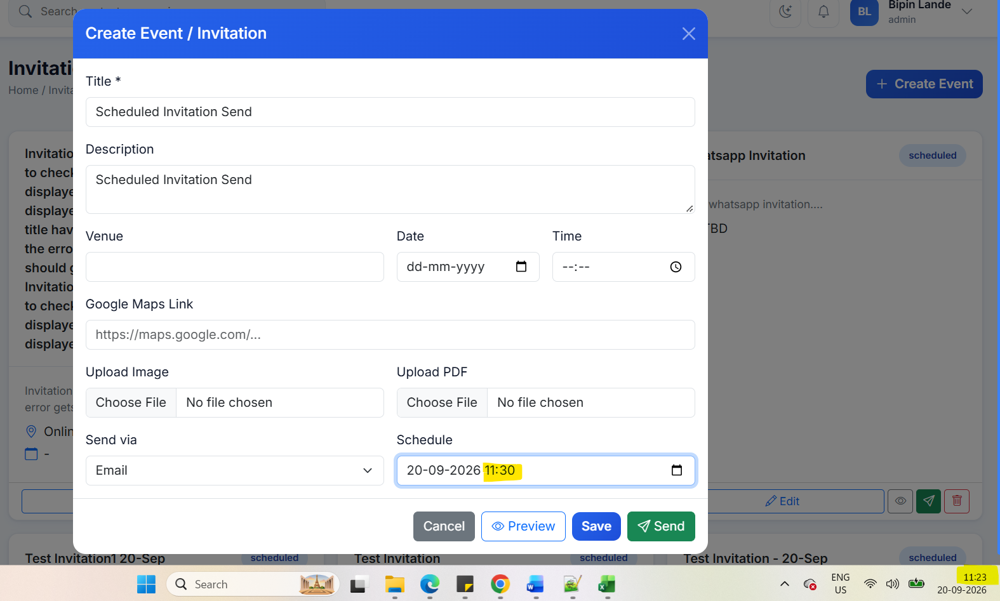 Search
Bipin Lande
BL
admin
Create Event / Invitation
Invitati
Home / Invita
Create Event
Title *
Scheduled Invitation Send
Description
Scheduled Invitation Send
Venue
Date
Time
dd-mm-yyyy
--:--
Google Maps Link
https://maps.google.com/...
Upload Image
Upload PDF
Choose File
No file chosen
Choose File
No file chosen
Send via
Schedule
Email
20-09-2026 11:30
Cancel
Preview
Save
Send
Invitatio
to check
displaye
displaye
title hav
the erro
should g
Invitatio
to check
displaye
displaye
Invitation
error gets
Onlin
-
atsapp Invitation
scheduled
whatsapp invitation....
TBD
Edit
Test Invitation1 20-Sep
scheduled
Test Invitation
scheduled
Test Invitation - 20-Sep
scheduled
Search
ENG
US
11:23
20-09-2026